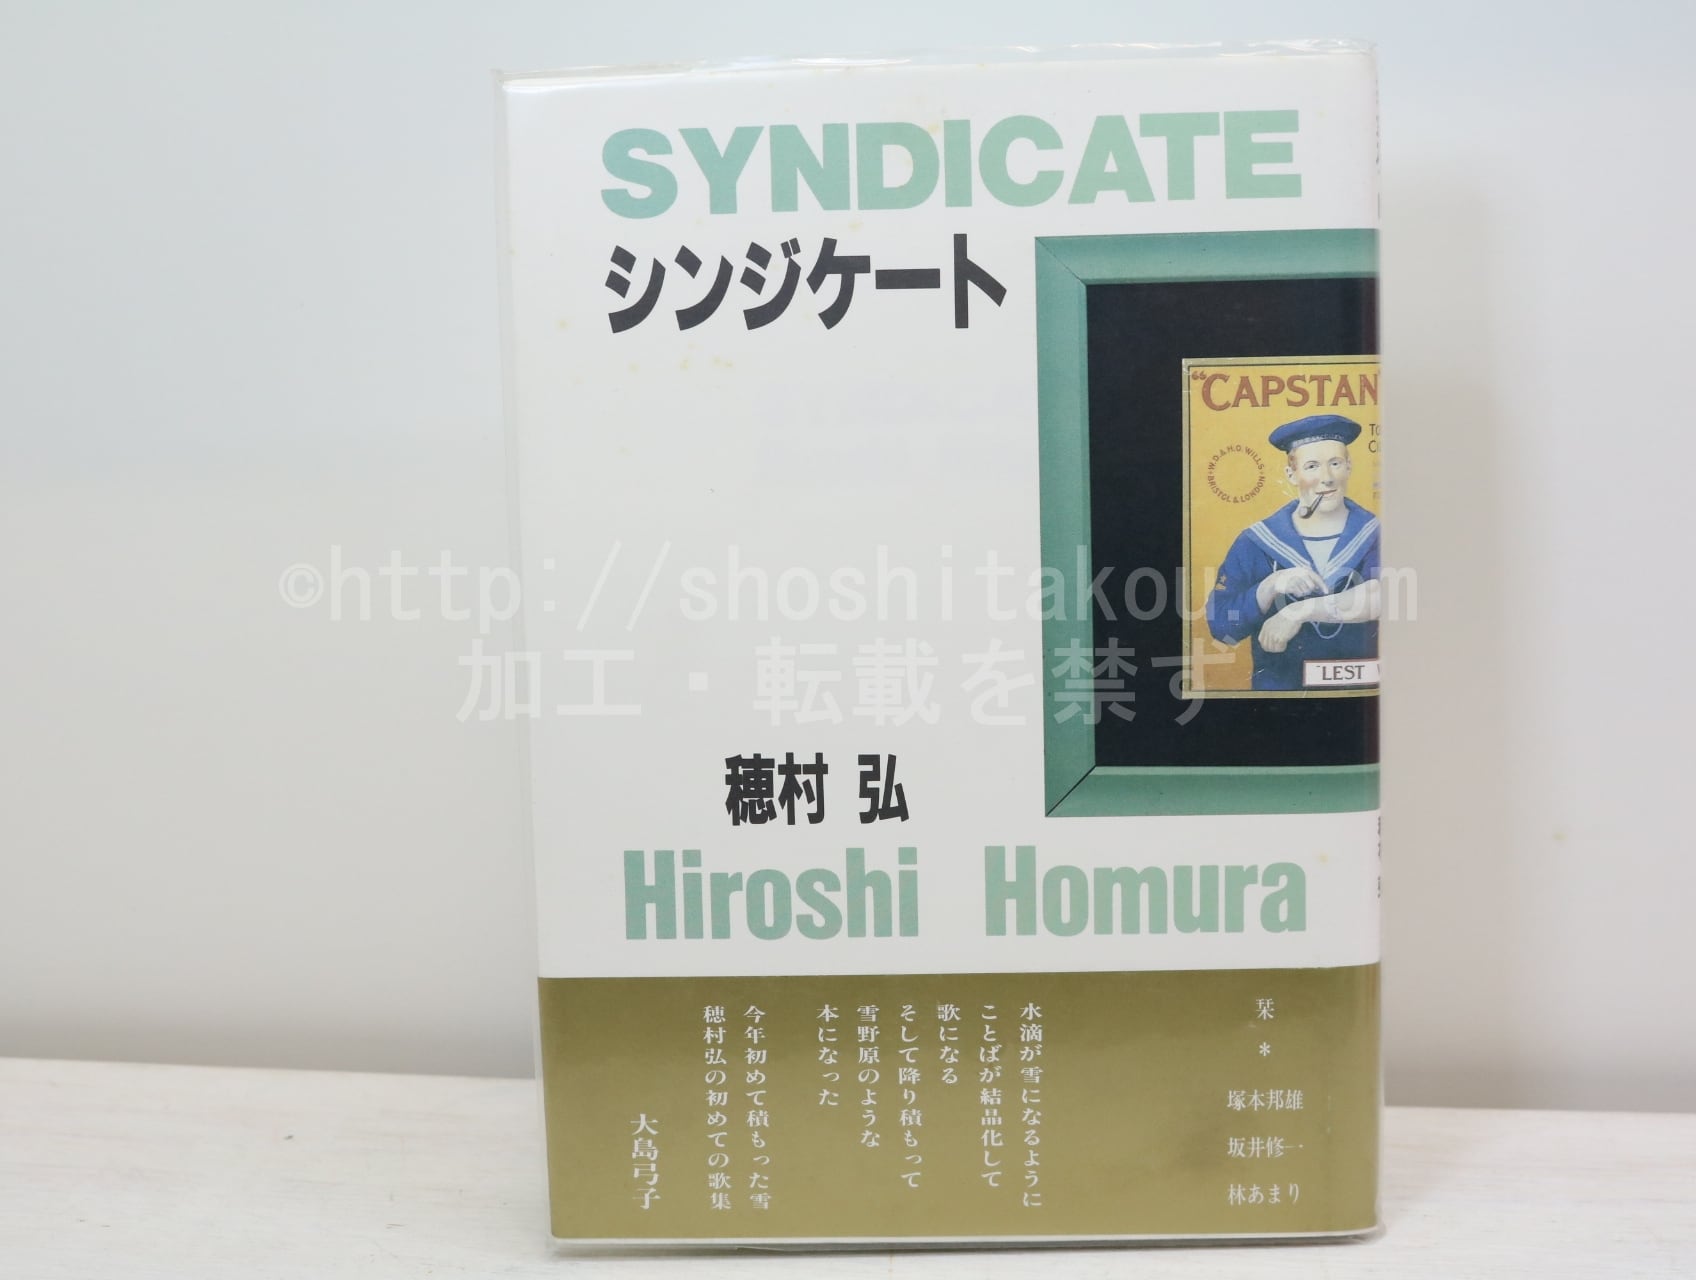 SYNDICATE
シンジケート
"CAPSTAN
W.D. & H.O. WILLS
BRISTOL & LONDON
"LEST
©http://shoshitakou.com
加工・転載を禁ず
穂村 弘
Hiroshi Homura
栞
*
塚本邦雄
坂井修一
林あまり
水滴が雪になるように
ことばが結晶化して
歌になる
そして降り積もって
雪野原のような
本になった
今年初めて積もった雪
穂村弘の初めての歌集
大島弓子